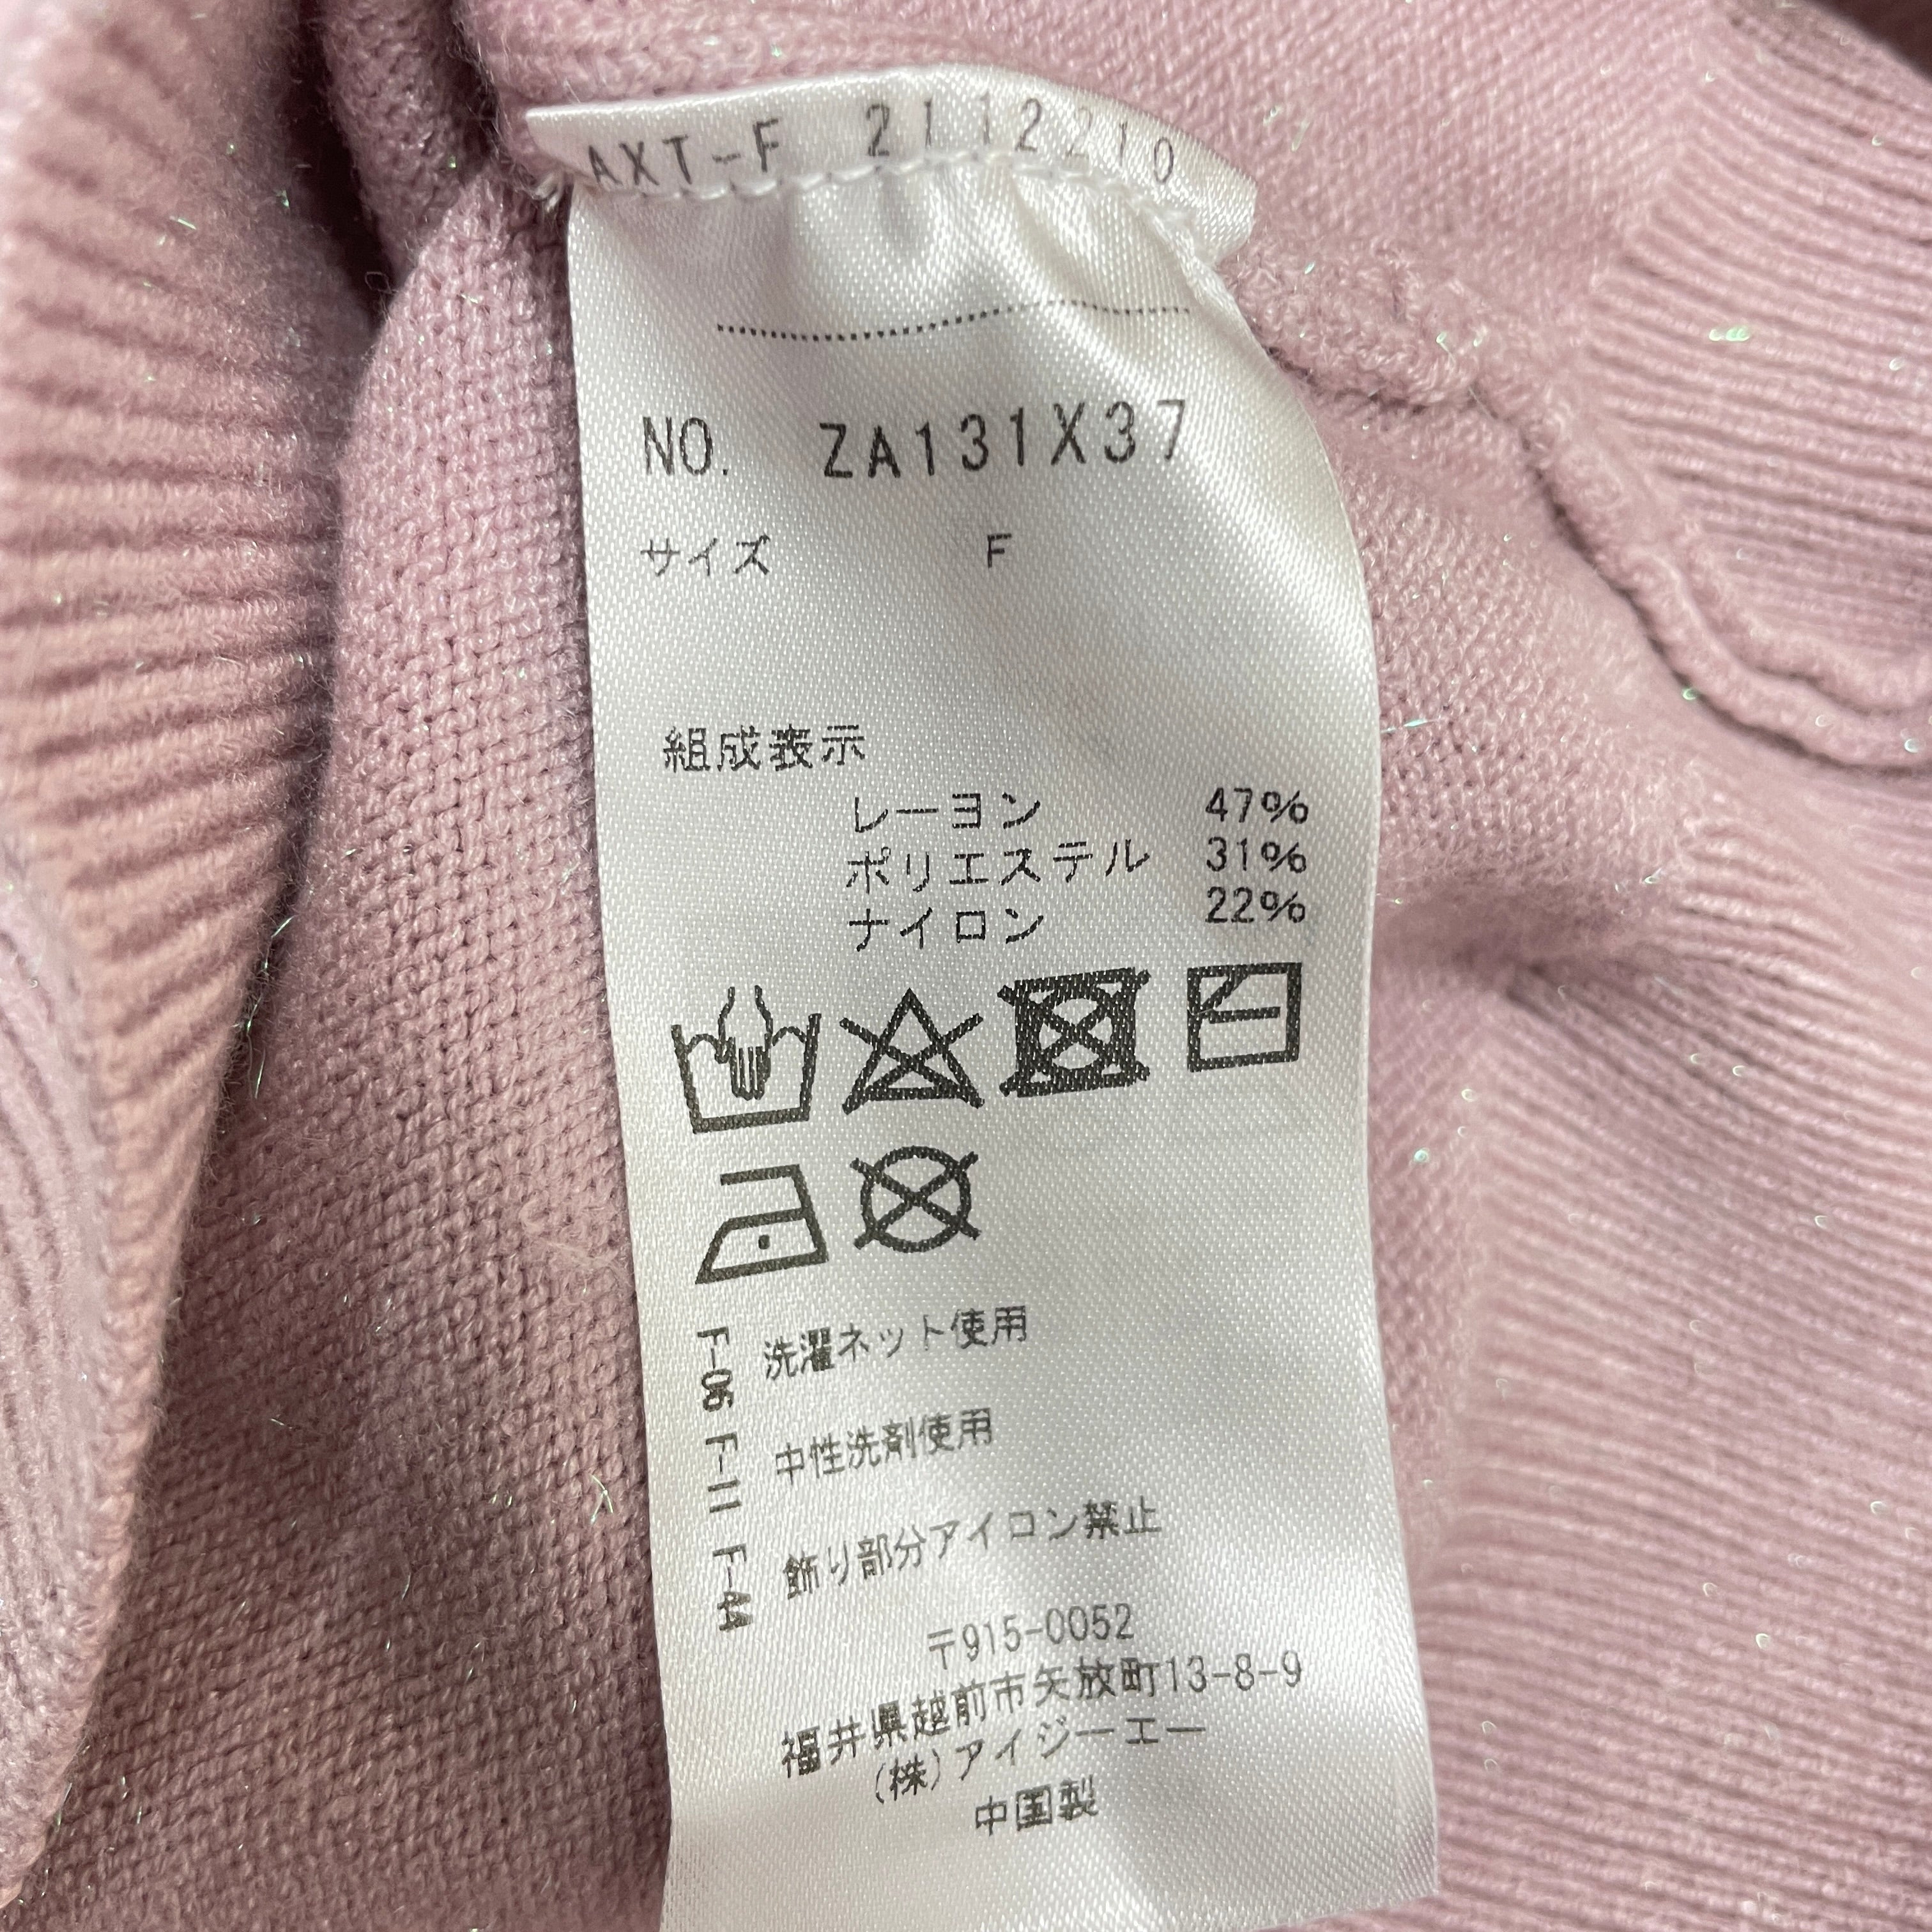 AXT-F 2112210
NO. ZA131X37
サイズ F
組成表示
レーヨン 47%
ポリエステル 31%
ナイロン 22%
F-06 洗濯ネット使用
F-11 中性洗剤使用
F-44 飾り部分アイロン禁止
〒915-0052
福井県越前市矢放町13-8-9
(株)アイジーエー
中国製